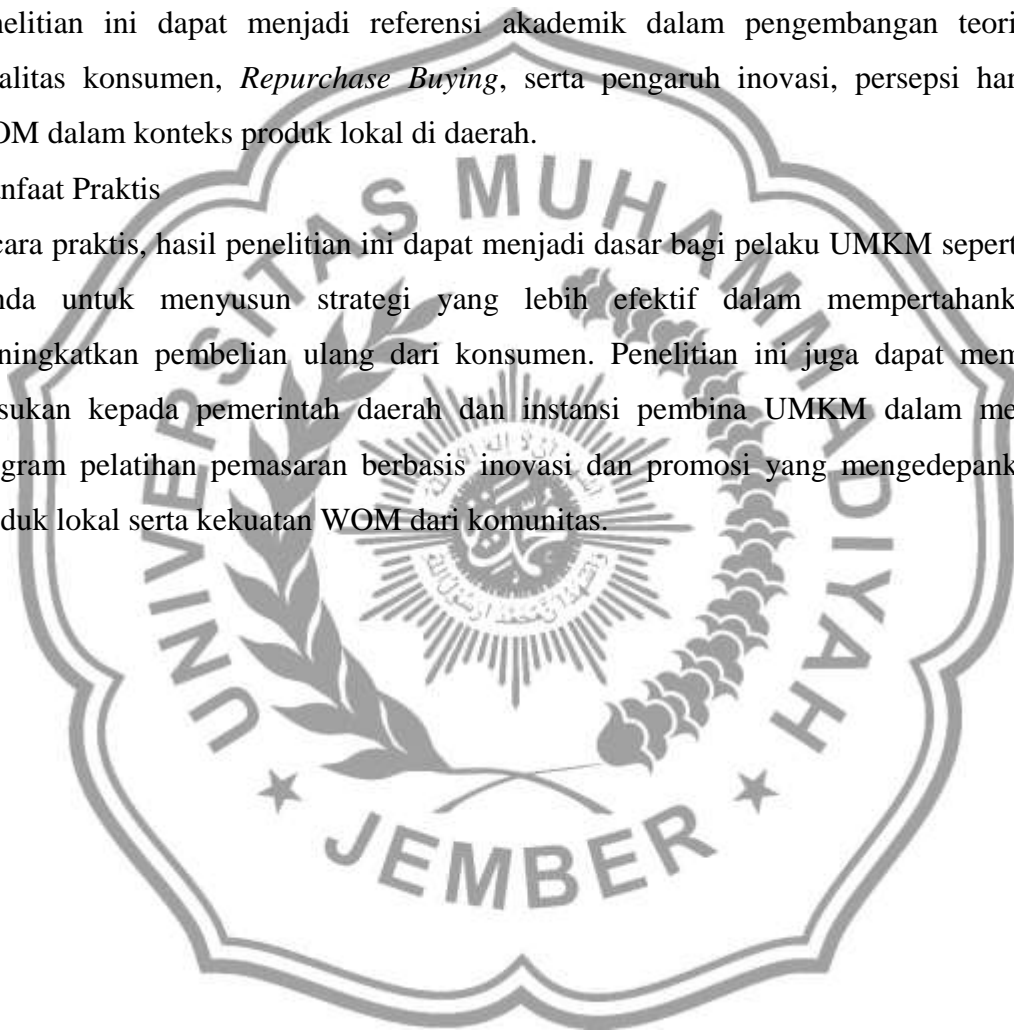 nelitian ini dapat menjadi referensi akademik dalam pengembangan teori
alitas konsumen, Repurchase Buying, serta pengaruh inovasi, persepsi har
OM dalam konteks produk lokal di daerah.
nfaat Praktis
cara praktis, hasil penelitian ini dapat menjadi dasar bagi pelaku UMKM sepert
nda untuk menyusun strategi yang lebih efektif dalam mempertahank
ningkatkan pembelian ulang dari konsumen. Penelitian ini juga dapat mem
sukan kepada pemerintah daerah dan instansi pembina UMKM dalam me
gram pelatihan pemasaran berbasis inovasi dan promosi yang mengedepank
duk lokal serta kekuatan WOM dari komunitas.
UNIVERSITAS MUHAMMADIYAH
JEMBER